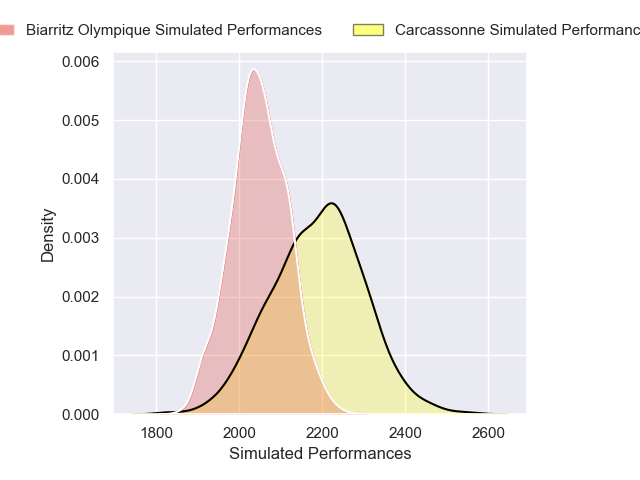 Biarritz Olympique Simulated Performances
Carcassonne Simulated Performanc
0.006
0.005
0.004
0.003
0.002
0.001
0.000
Density
1800 2000 2200 2400 2600
Simulated Performances